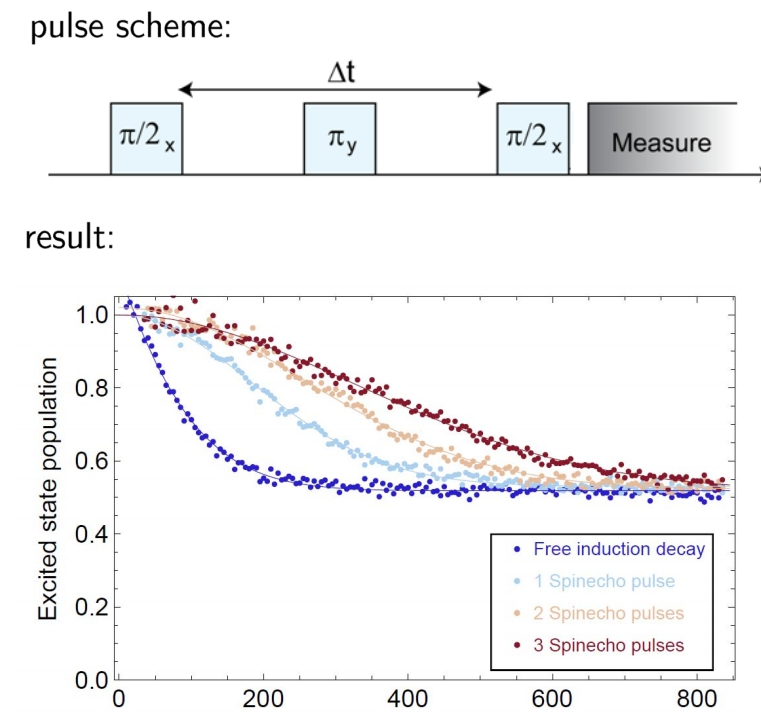 pulse scheme:
Δt
π/2 x
πy
π/2 x
Measure
result:
Excited state population
1.0
0.8
0.6
0.4
0.2
0.0
0 200 400 600 800
Free induction decay
1 Spinecho pulse
2 Spinecho pulses
3 Spinecho pulses